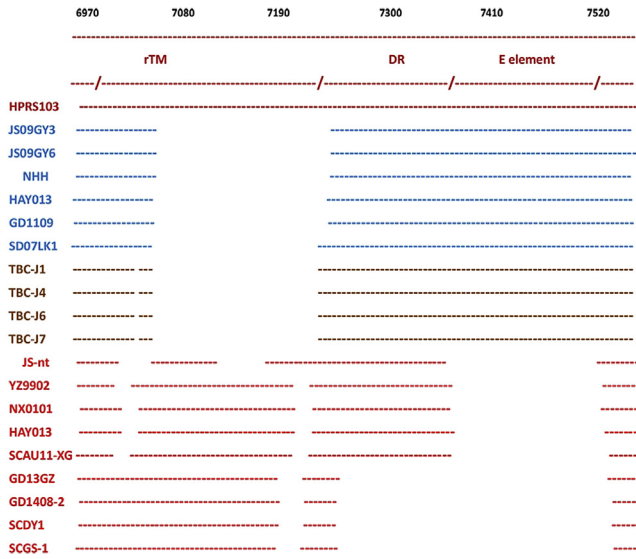 6970 7080 7190 7300 7410 7520
rTM DR E element
/ / / /
HPRS103
JS09GY3
JS09GY6
NHH
HAY013
GD1109
SD07LK1
TBC-J1
TBC-J4
TBC-J6
TBC-J7
JS-nt
YZ9902
NX0101
HAY013
SCAU11-XG
GD13GZ
GD1408-2
SCDY1
SCGS-1